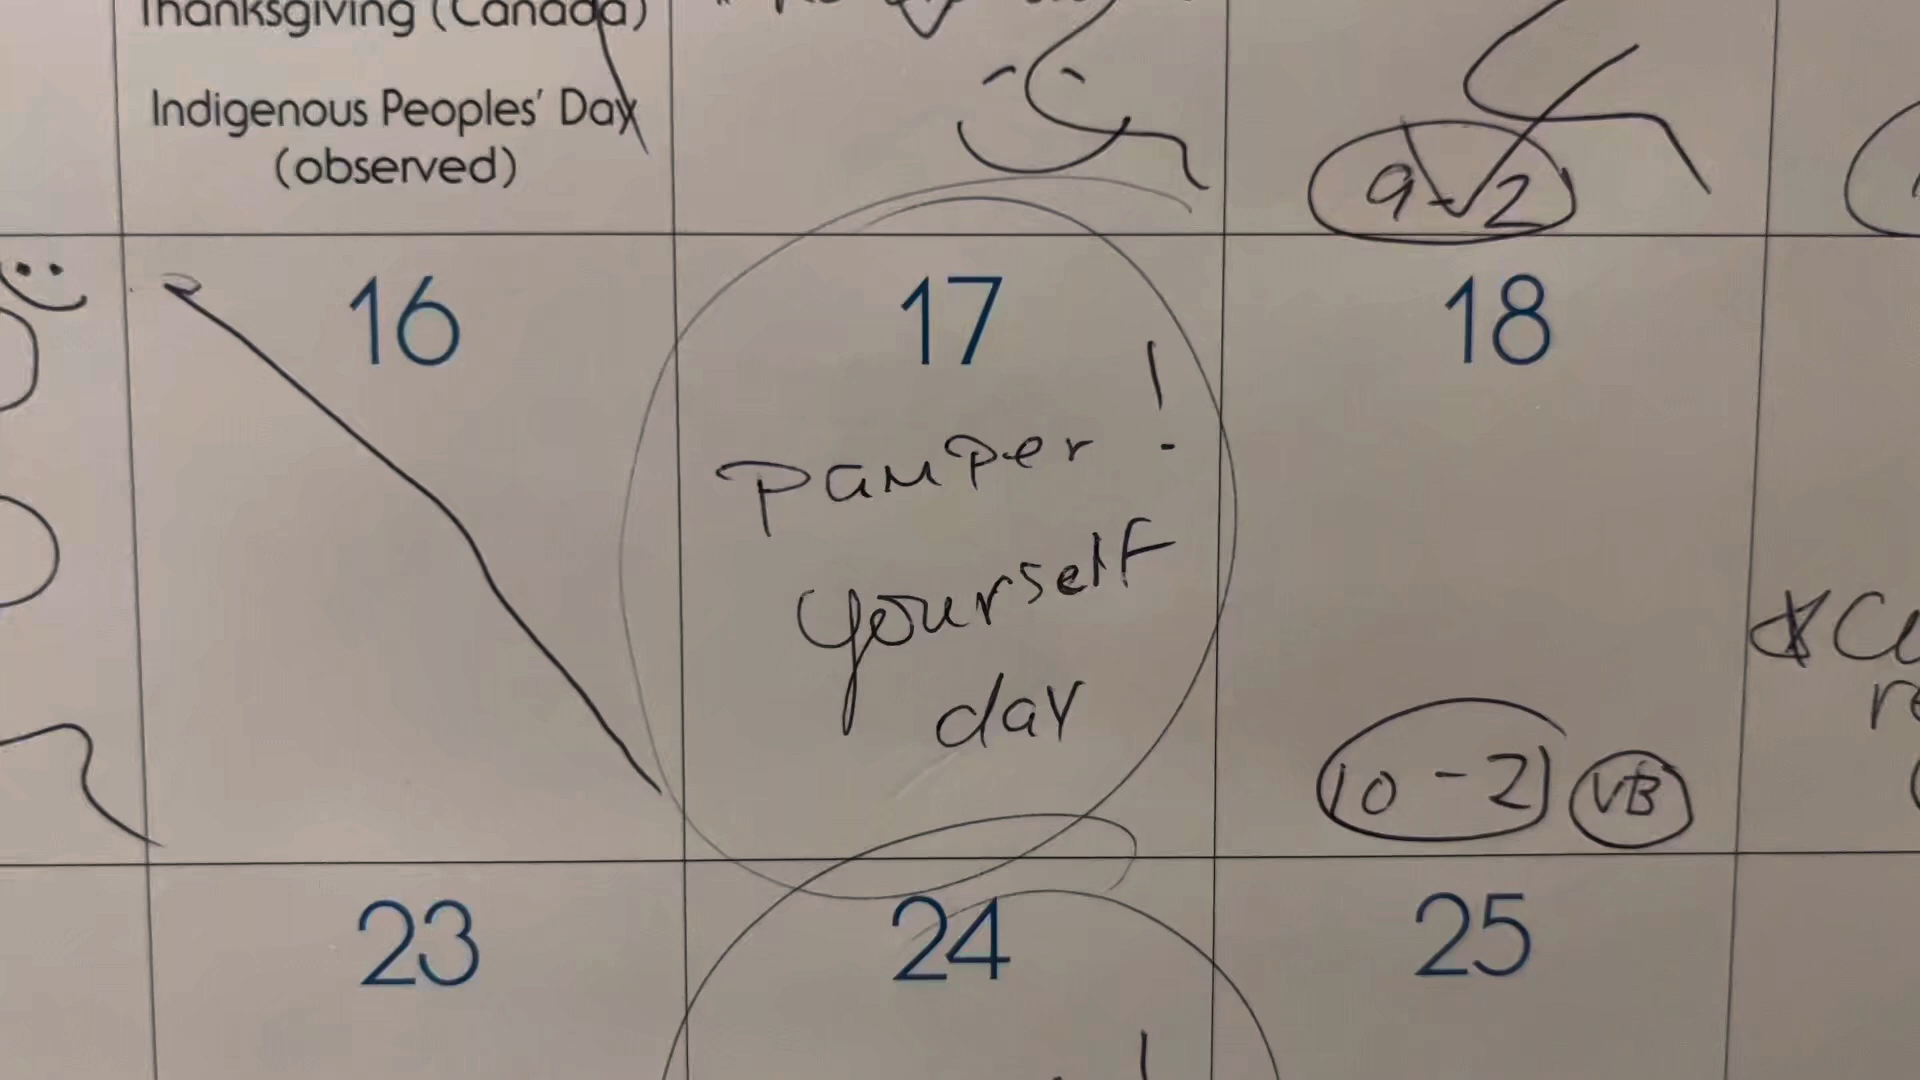 Thanksgiving (Canada)
Indigenous Peoples' Day
(observed)
9-2
16
17
18
pamper!
yourself
day
10-2 VB
23
24
25